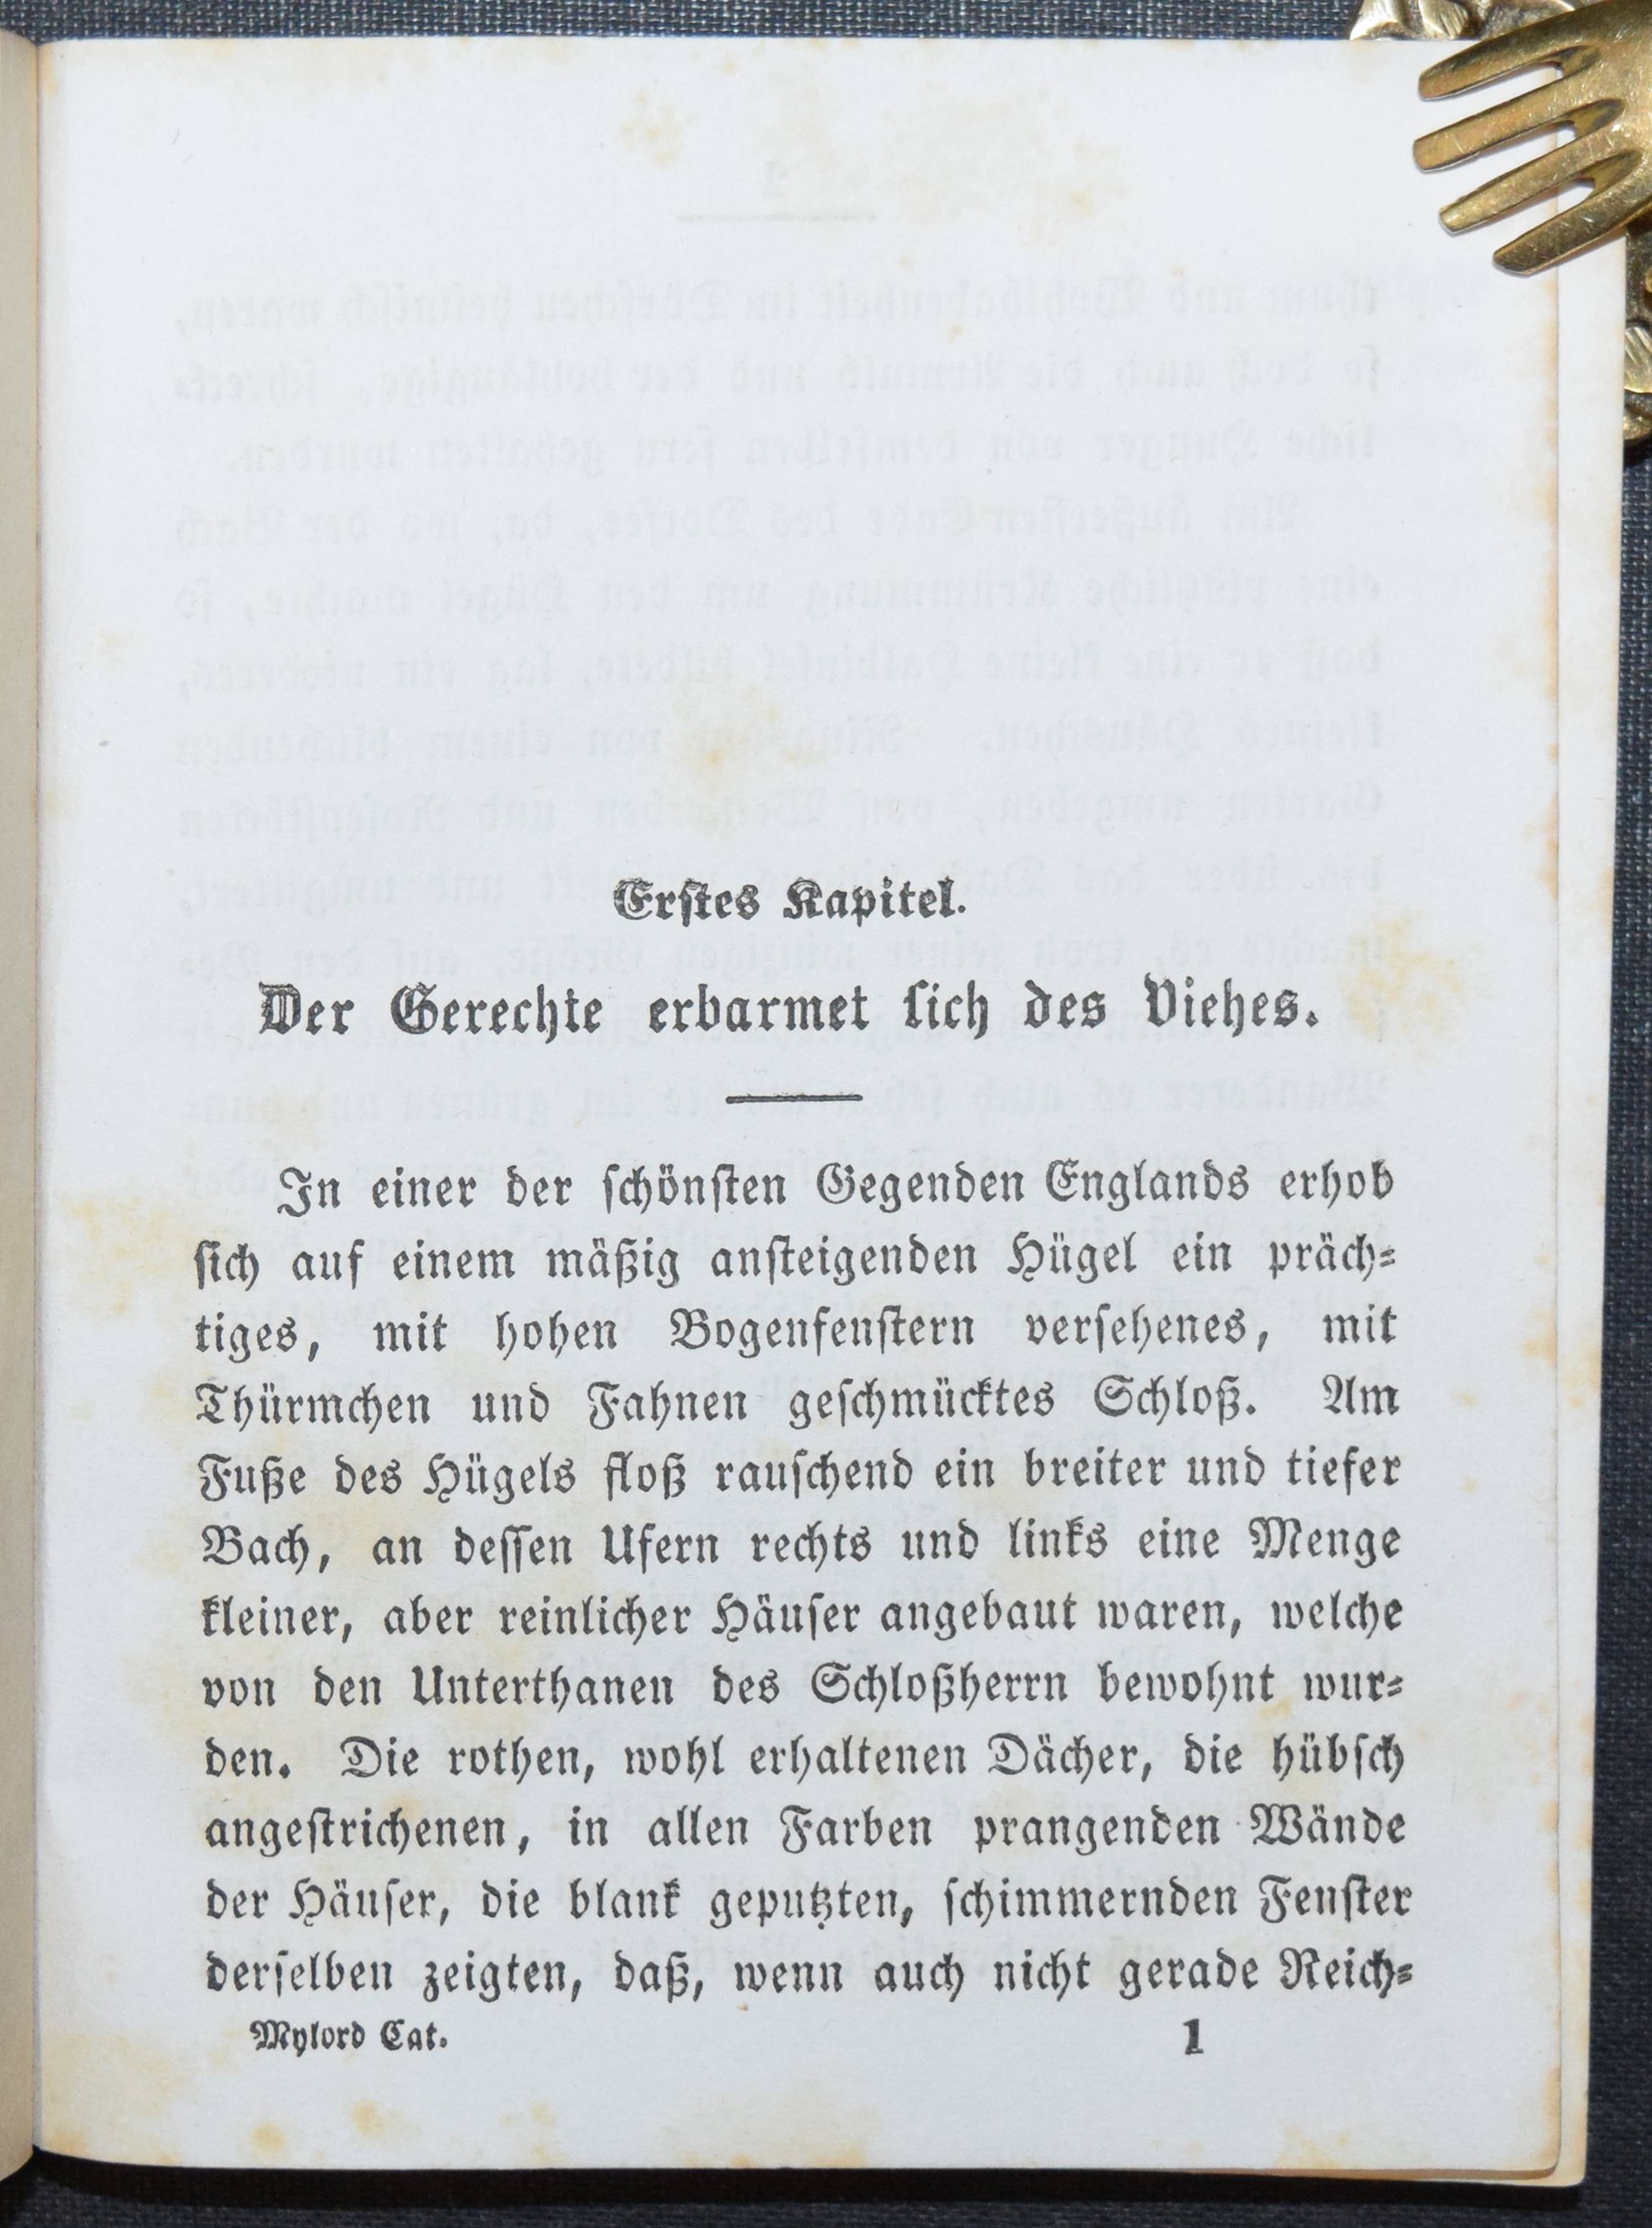 Erstes Kapitel.
Der Gerechte erbarmet sich des Viehes.
In einer der schönsten Gegenden Englands erhob
sich auf einem mäßig ansteigenden Hügel ein präch-
tiges, mit hohen Bogenfenstern versehenes, mit
Thürmchen und Fahnen geschmücktes Schloß. Am
Fuße des Hügels floß rauschend ein breiter und tiefer
Bach, an dessen Ufern rechts und links eine Menge
kleiner, aber reinlicher Häuser angebaut waren, welche
von den Unterthanen des Schloßherrn bewohnt wur-
den. Die rothen, wohl erhaltenen Dächer, die hübsch
angestrichenen, in allen Farben prangenden Wände
der Häuser, die blank geputzten, schimmernden Fenster
derselben zeigten, daß, wenn auch nicht gerade Reich-
Mylord Cat. 1